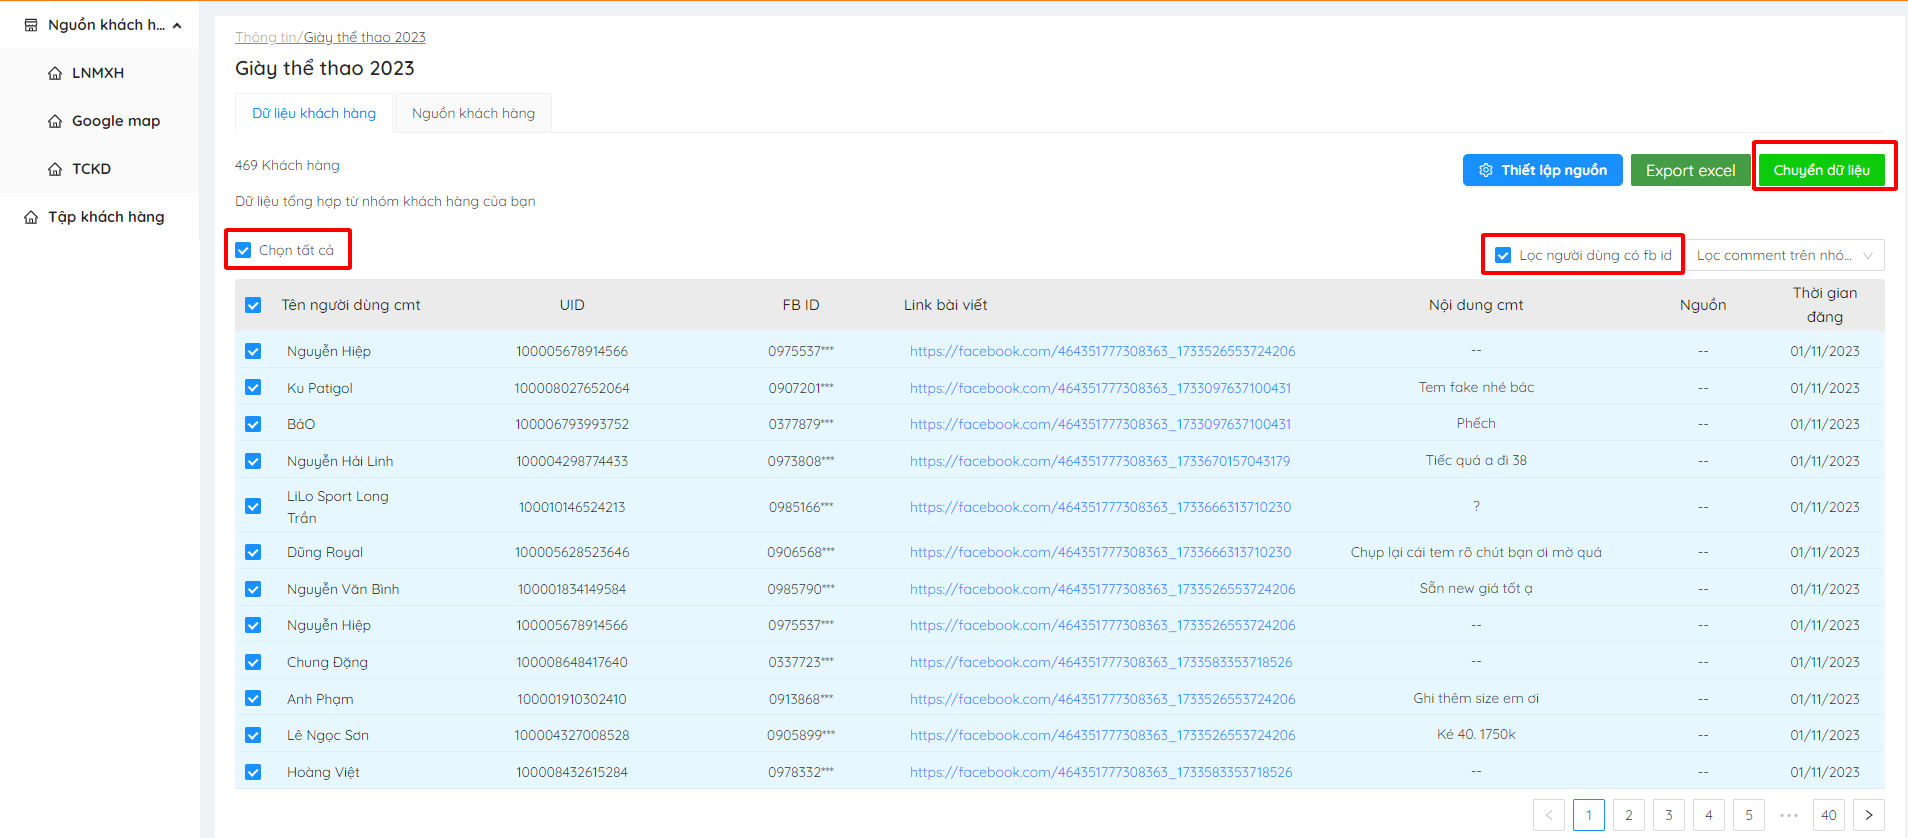 Nguồn khách h...
LNMXH
Google map
TCKD
Tập khách hàng
Thông tin/Giày thể thao 2023
Giày thể thao 2023
Dữ liệu khách hàng Nguồn khách hàng
469 Khách hàng
Thiết lập nguồn Export excel Chuyển dữ liệu
Dữ liệu tổng hợp từ nhóm khách hàng của bạn
Chọn tất cả Lọc người dùng có fb id Lọc comment trên nhó...
Tên người dùng cmt UID FB ID Link bài viết Nội dung cmt Nguồn Thời gian
đăng
Nguyễn Hiệp 100005678914566 0975537*** https://facebook.com/464351777308363_1733526553724206 -- -- 01/11/2023
Ku Patigol 100008027652064 0907201*** https://facebook.com/464351777308363_1733097637100431 Tem fake nhé bác -- 01/11/2023
BảO 100006793993752 0377879*** https://facebook.com/464351777308363_1733097637100431 Phếch -- 01/11/2023
Nguyễn Hải Linh 100004298774433 0973808*** https://facebook.com/464351777308363_1733670157043179 Tiếc quá a đi 38 -- 01/11/2023
LiLo Sport Long
Trần 100010146524213 0985166*** https://facebook.com/464351777308363_1733666313710230 ? -- 01/11/2023
Dũng Royal 100005628523646 0906568*** https://facebook.com/464351777308363_1733666313710230 Chụp lại cái tem rõ chút bạn ơi mờ quá -- 01/11/2023
Nguyễn Văn Bình 100001834149584 0985790*** https://facebook.com/464351777308363_1733526553724206 Sẵn new giá tốt ạ -- 01/11/2023
Nguyễn Hiệp 100005678914566 0975537*** https://facebook.com/464351777308363_1733526553724206 -- -- 01/11/2023
Chung Đặng 100008648417640 0337723*** https://facebook.com/464351777308363_1733583353718526 -- -- 01/11/2023
Anh Phạm 100001910302410 0913868*** https://facebook.com/464351777308363_1733526553724206 Ghi thêm size em ơi -- 01/11/2023
Lê Ngọc Sơn 100004327008528 0905899*** https://facebook.com/464351777308363_1733526553724206 Ké 40. 1750k -- 01/11/2023
Hoàng Việt 100008432615284 0978332*** https://facebook.com/464351777308363_1733583353718526 -- -- 01/11/2023
< 1 2 3 4 5 ••• 40 >